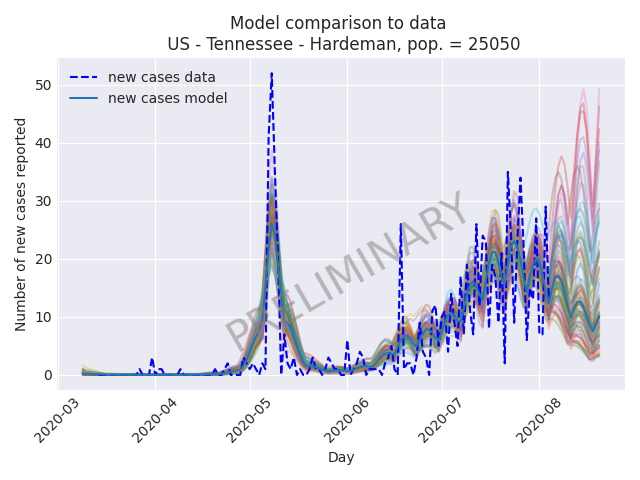 Model comparison to data
US - Tennessee - Hardeman, pop. = 25050
new cases data
new cases model
PRELIMINARY
Number of new cases reported
50
40
30
20
10
0
2020-03
2020-04
2020-05
2020-06
2020-07
2020-08
Day